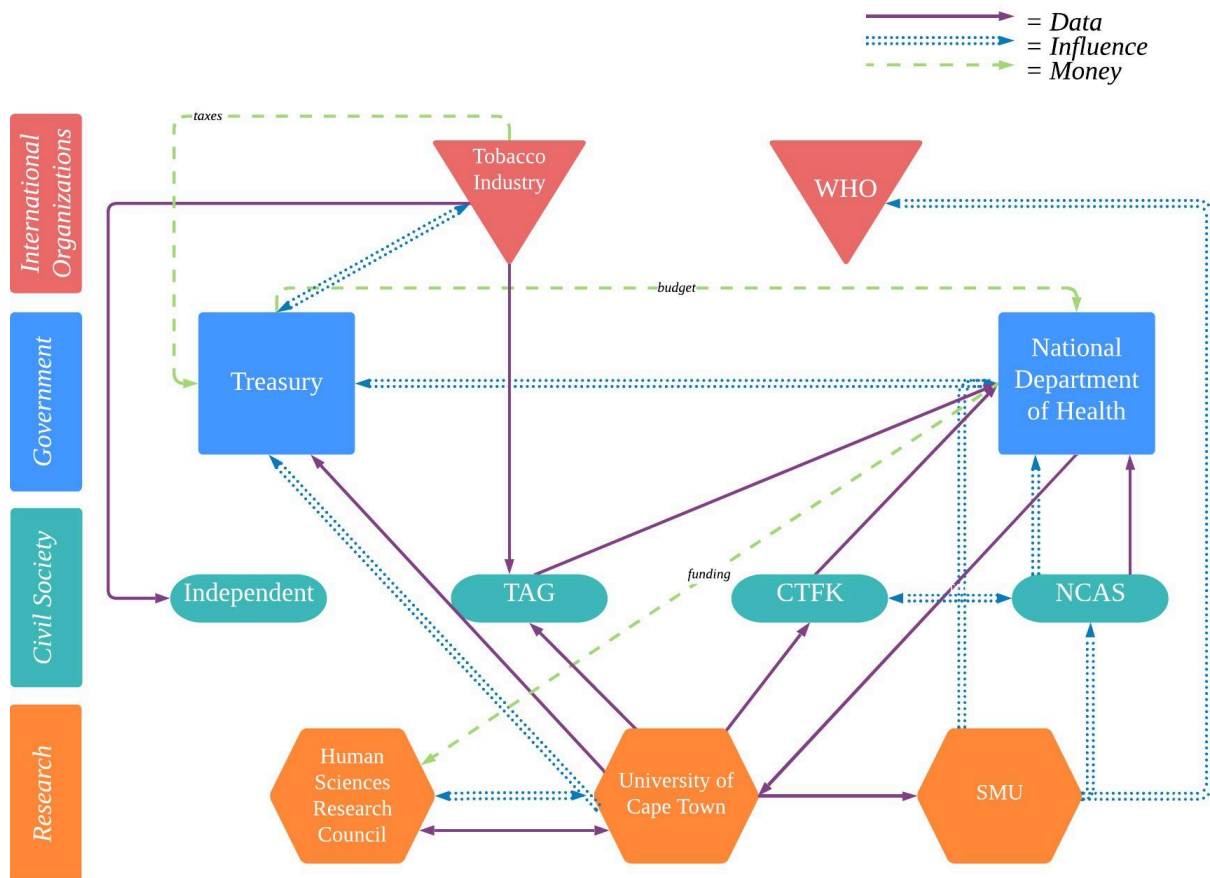 = Data
= Influence
= Money
taxes
International
Organizations
Tobacco
Industry
WHO
budget
Government
Treasury
National
Department
of Health
Civil Society
Independent
TAG
funding
CTFK
NCAS
Research
Human
Sciences
Research
Council
University of
Cape Town
SMU